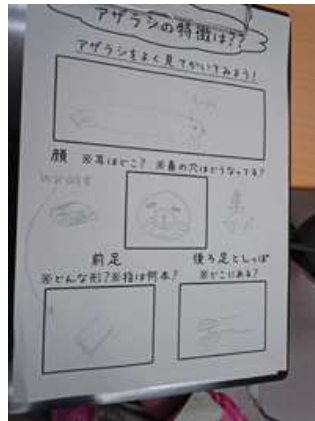 アザラシの特徴は??
アザラシをよく見てかいてみよう!
顔 ※耳はどこ? ※鼻の穴はどうなってる?
前足
※どんな形?※指は何本?
後ろ足としっぽ
※どこにある?